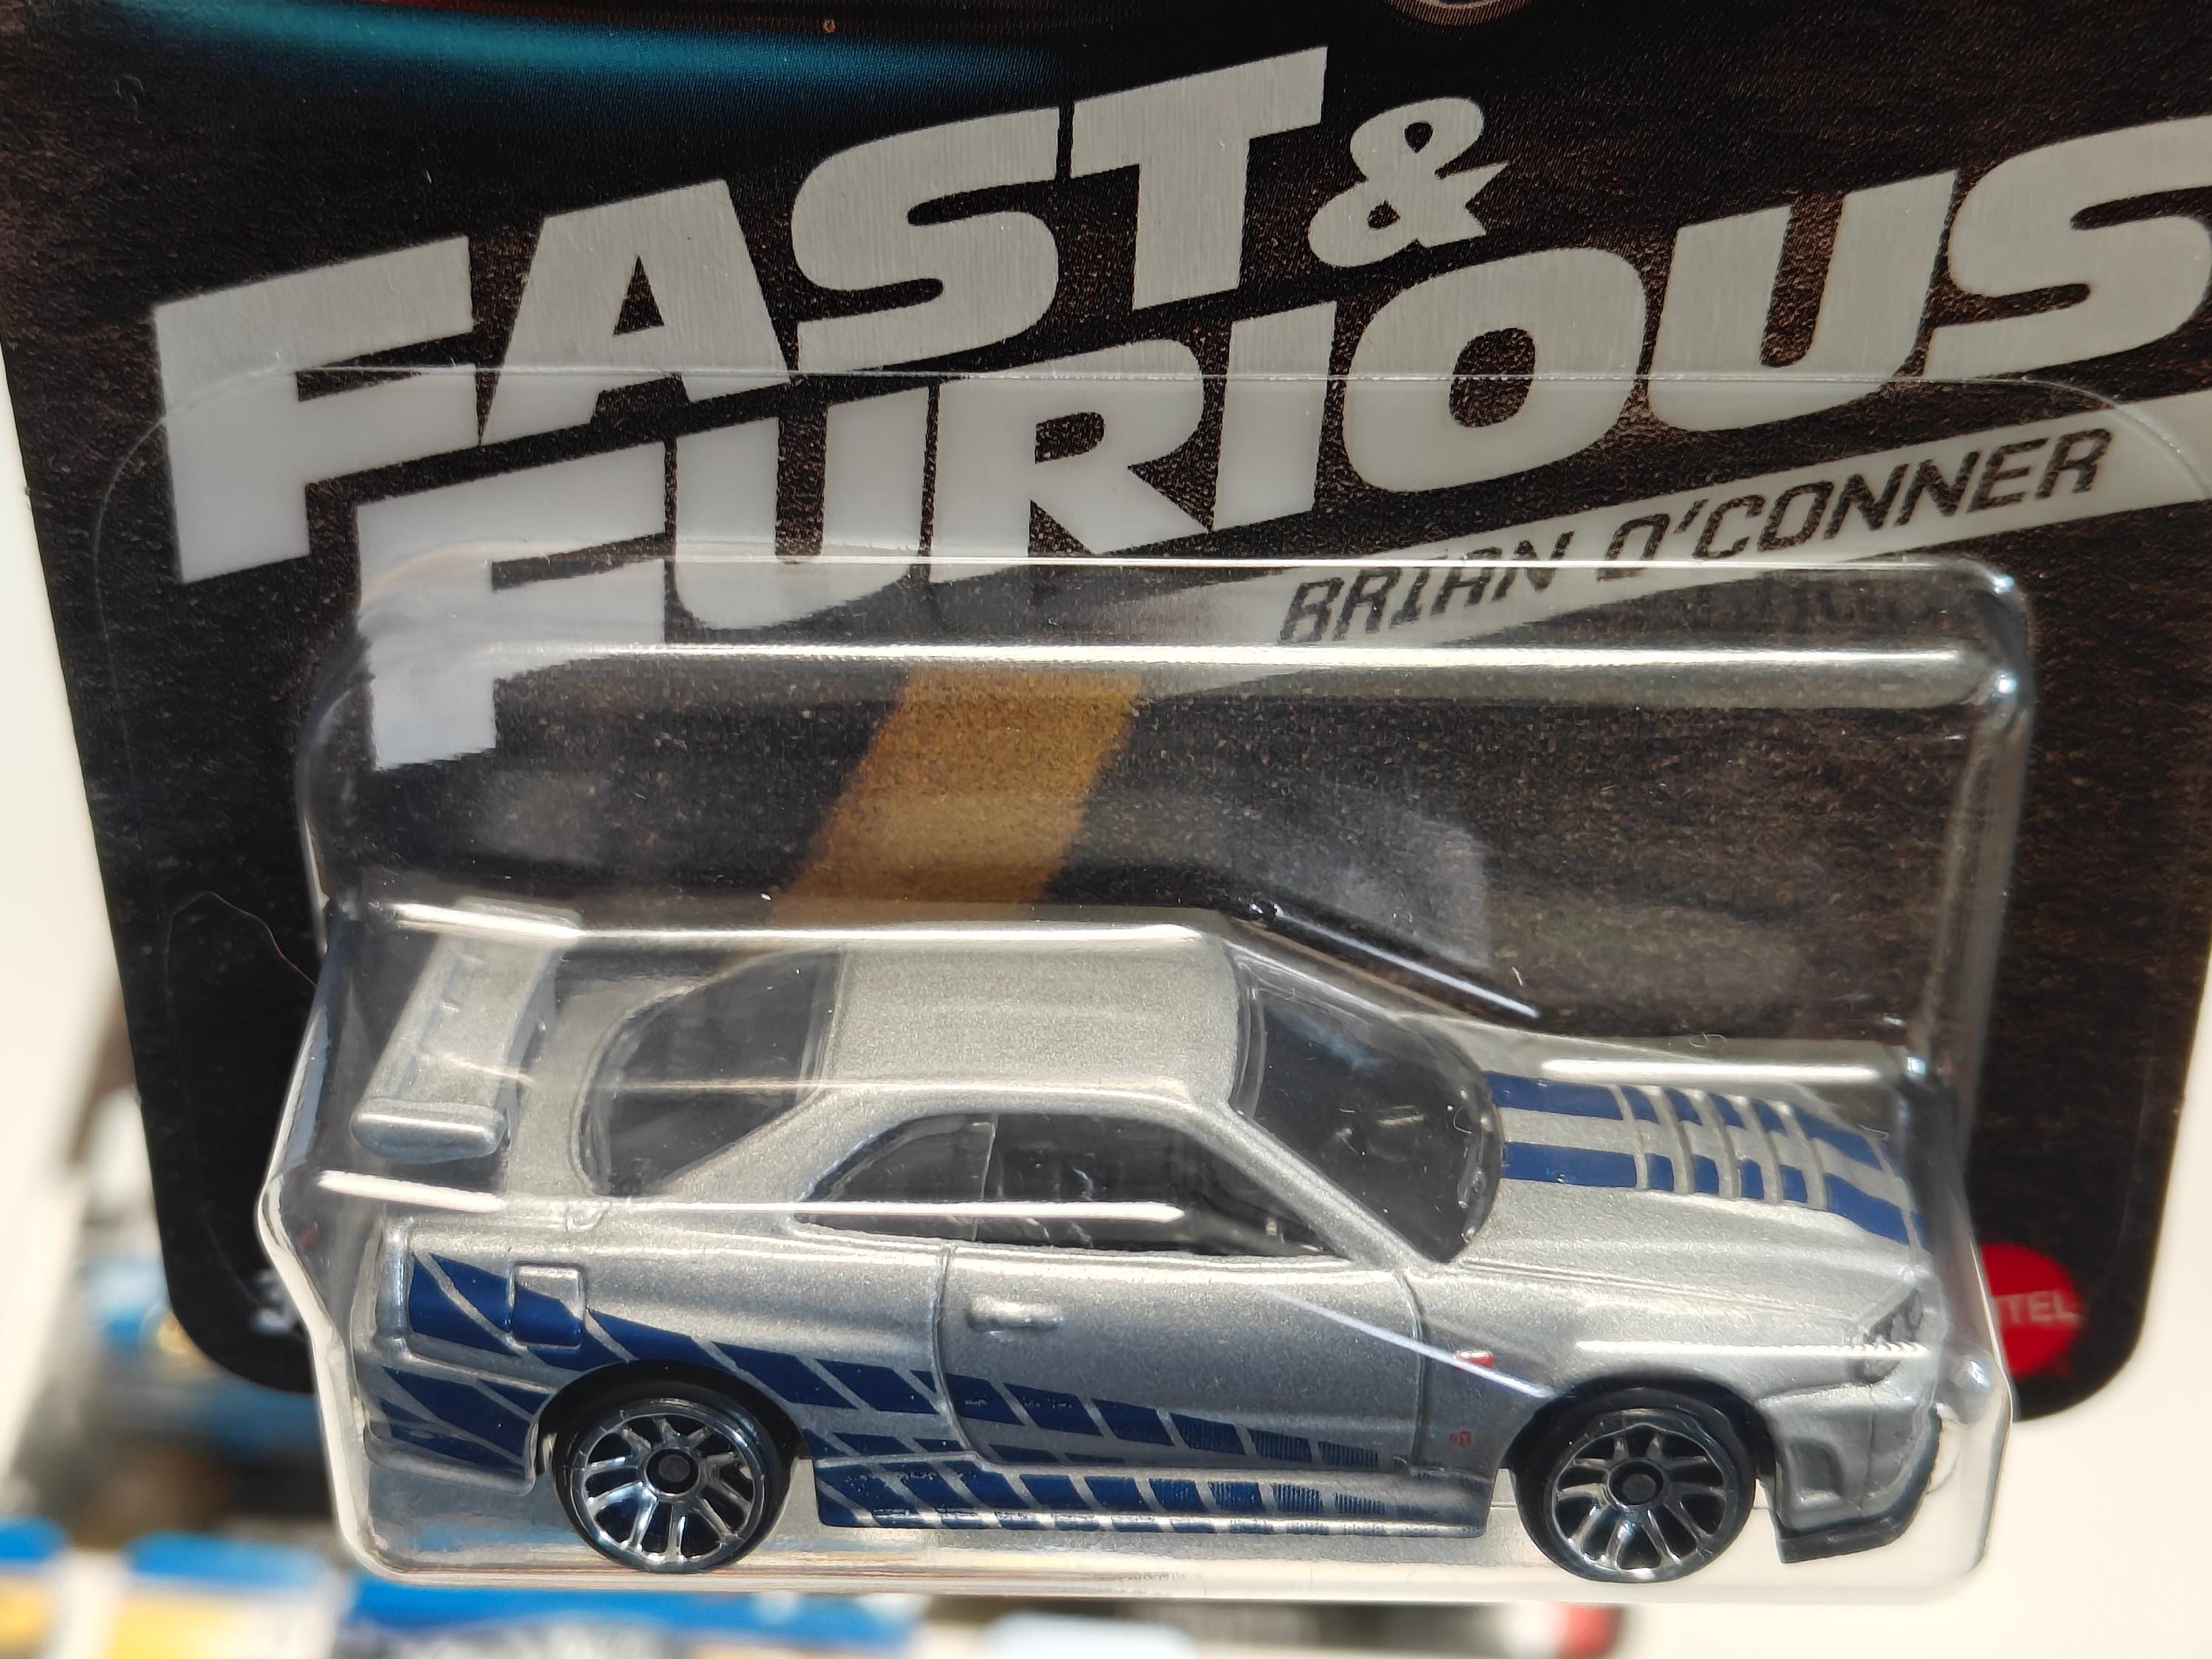 FAST &
FURIOUS
BRIAN O'CONNER